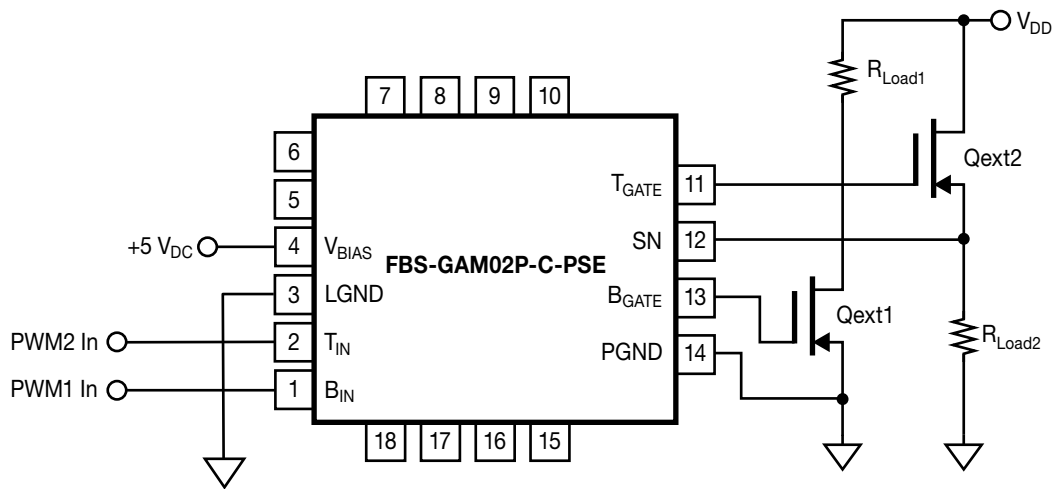 V_DD
R_Load1
7 8 9 10
6
Qext2
T_GATE 11
5
+5 V_DC 4 V_BIAS
SN 12
FBS-GAM02P-C-PSE
3 LGND
B_GATE 13
Qext1
PWM2 In 2 T_IN
R_Load2
PGND 14
PWM1 In 1 B_IN
18 17 16 15